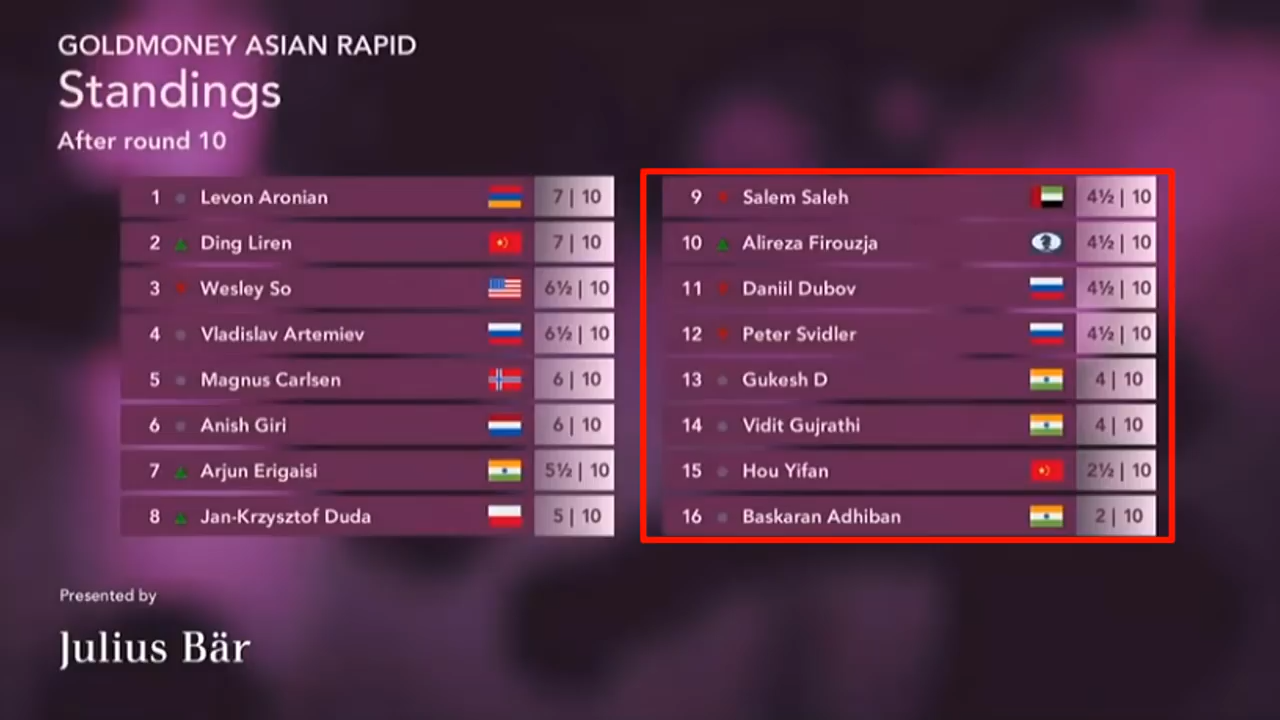 GOLDMONEY ASIAN RAPID
Standings
After round 10
1 Levon Aronian 7 | 10
2 Ding Liren 7 | 10
3 Wesley So 6½ | 10
4 Vladislav Artemiev 6½ | 10
5 Magnus Carlsen 6 | 10
6 Anish Giri 6 | 10
7 Arjun Erigaisi 5½ | 10
8 Jan-Krzysztof Duda 5 | 10
9 Salem Saleh 4½ | 10
10 Alireza Firouzja 4½ | 10
11 Daniil Dubov 4½ | 10
12 Peter Svidler 4½ | 10
13 Gukesh D 4 | 10
14 Vidit Gujrathi 4 | 10
15 Hou Yifan 2½ | 10
16 Baskaran Adhiban 2 | 10
Presented by
Julius Bär